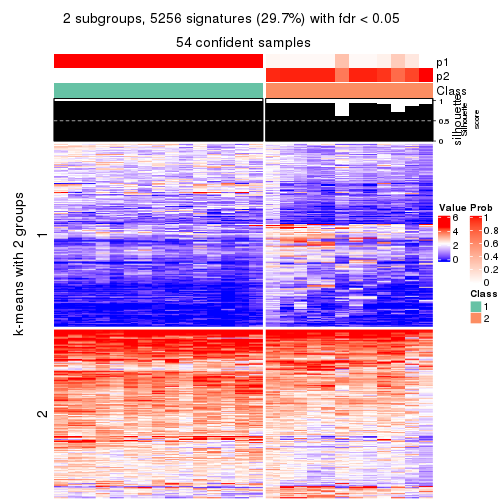 2 subgroups, 5256 signatures (29.7%) with fdr < 0.05
54 confident samples
p1
p2
Class
1
0.5
0
silhouette
Silhouette
score
k-means with 2 groups
1
2
Value
6
4
2
0
Prob
1
0.8
0.6
0.4
0.2
0
Class
1
2